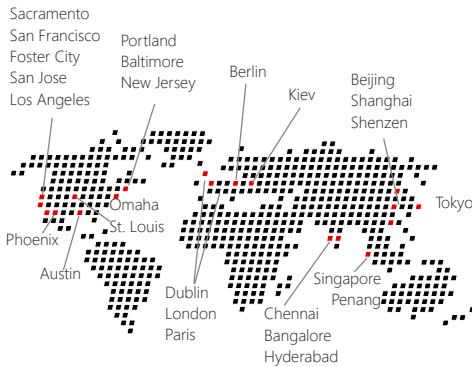 Sacramento
San Francisco
Foster City
San Jose
Los Angeles
Portland
Baltimore
New Jersey
Berlin
Kiev
Beijing
Shanghai
Shenzen
Tokyo
Omaha
St. Louis
Phoenix
Austin
Dublin
London
Paris
Chennai
Bangalore
Hyderabad
Singapore
Penang